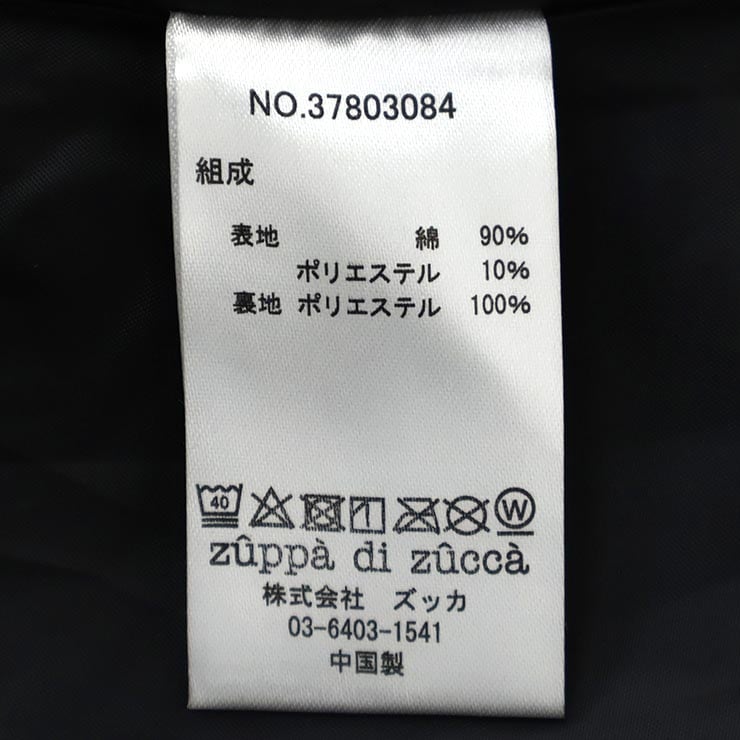 NO.37803084
組成
表地 綿 90%
ポリエステル 10%
裏地 ポリエステル 100%
40 W
zûppà di zûccà
株式会社 ズッカ
03-6403-1541
中国製